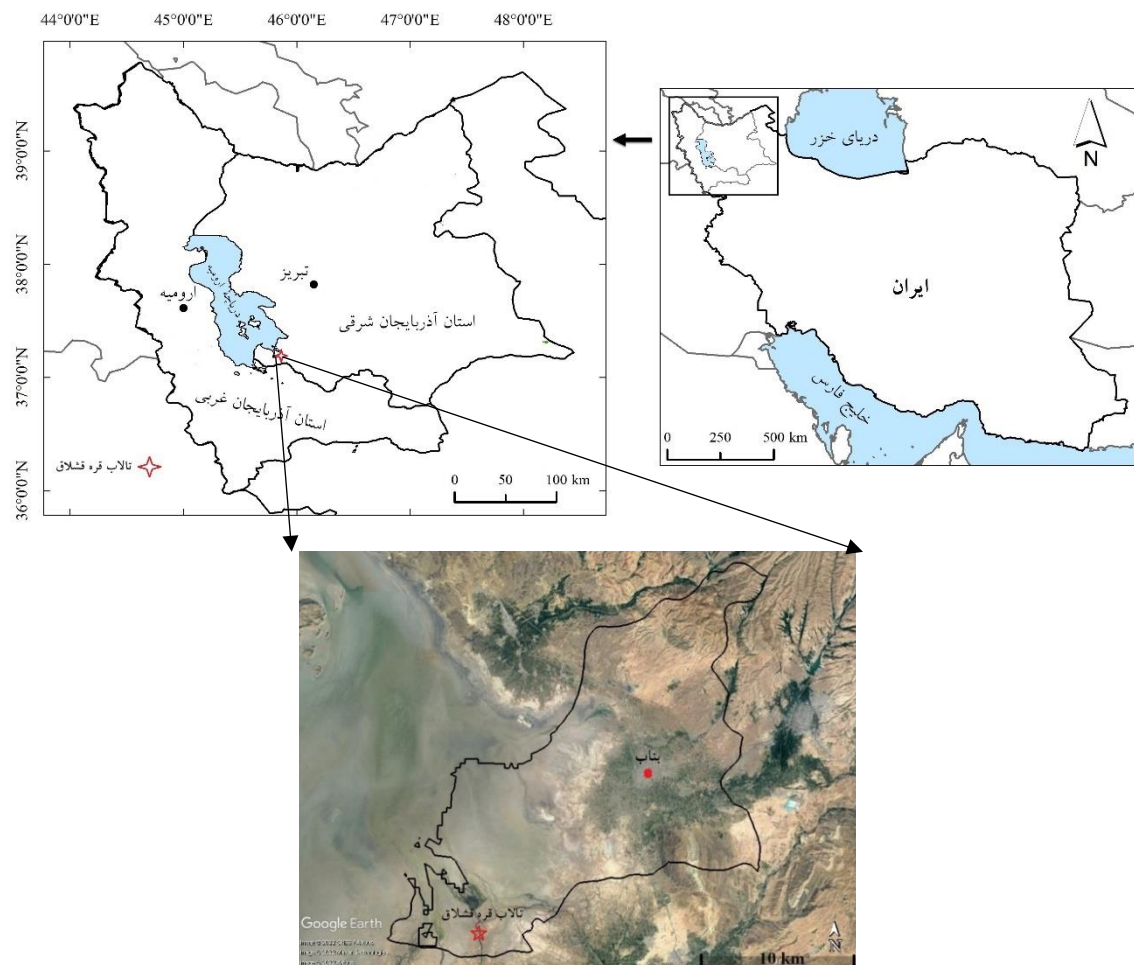 44°0'0"E
45°0'0"E
46°0'0"E
47°0'0"E
48°0'0"E
39°0'0"N
38°0'0"N
37°0'0"N
36°0'0"N
تبریز
ارومیه
دریاچه ارومیه
استان آذربایجان شرقی
استان آذربایجان غربی
تالاب قره قشلاق
0 50 100 km
دریای خزر
N
ایران
خلیج فارس
0 250 500 km
بناب
تالاب قره قشلاق
Google Earth
N
10 km